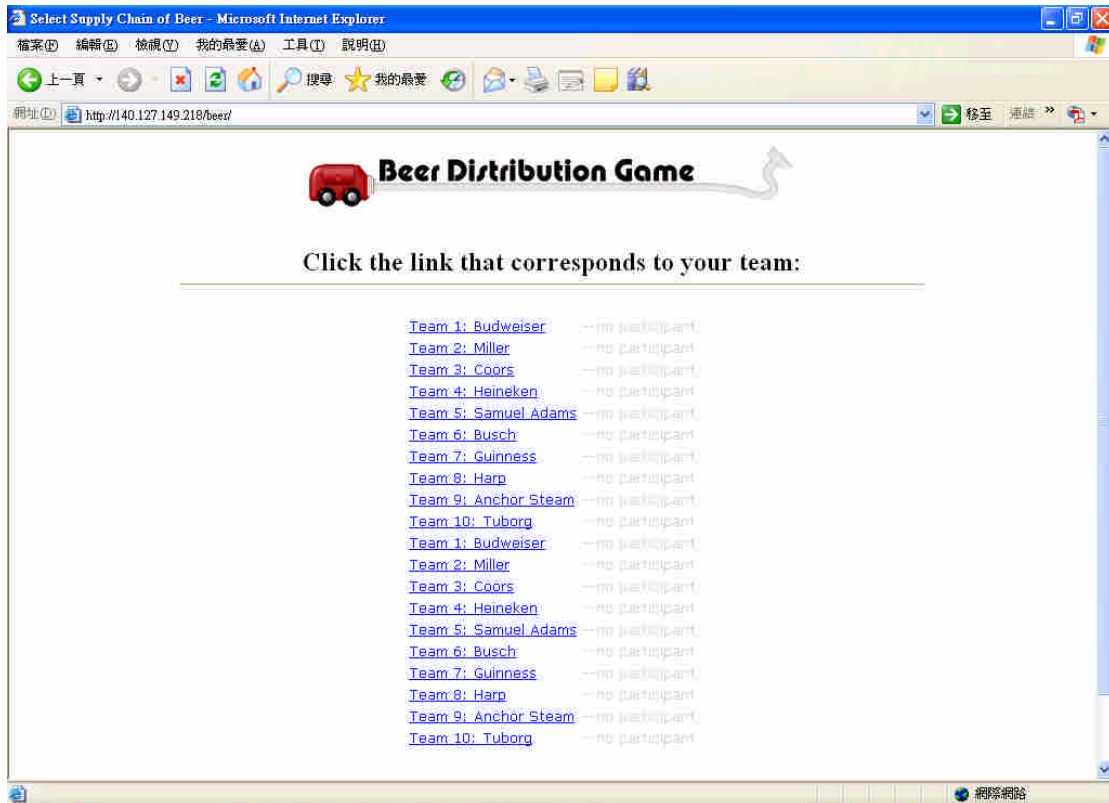 Select Supply Chain of Beer - Microsoft Internet Explorer
檔案(F) 編輯(E) 檢視(V) 我的最愛(A) 工具(T) 說明(H)
上一頁 搜尋 我的最愛
網址(D) http://140.127.149.218/beer/ 移至 連結 »
Beer Distribution Game
Click the link that corresponds to your team:
Team 1: Budweiser --no participant
Team 2: Miller --no participant
Team 3: Coors --no participant
Team 4: Heineken --no participant
Team 5: Samuel Adams --no participant
Team 6: Busch --no participant
Team 7: Guinness --no participant
Team 8: Harp --no participant
Team 9: Anchor Steam --no participant
Team 10: Tuborg --no participant
Team 1: Budweiser --no participant
Team 2: Miller --no participant
Team 3: Coors --no participant
Team 4: Heineken --no participant
Team 5: Samuel Adams --no participant
Team 6: Busch --no participant
Team 7: Guinness --no participant
Team 8: Harp --no participant
Team 9: Anchor Steam --no participant
Team 10: Tuborg --no participant
網際網路